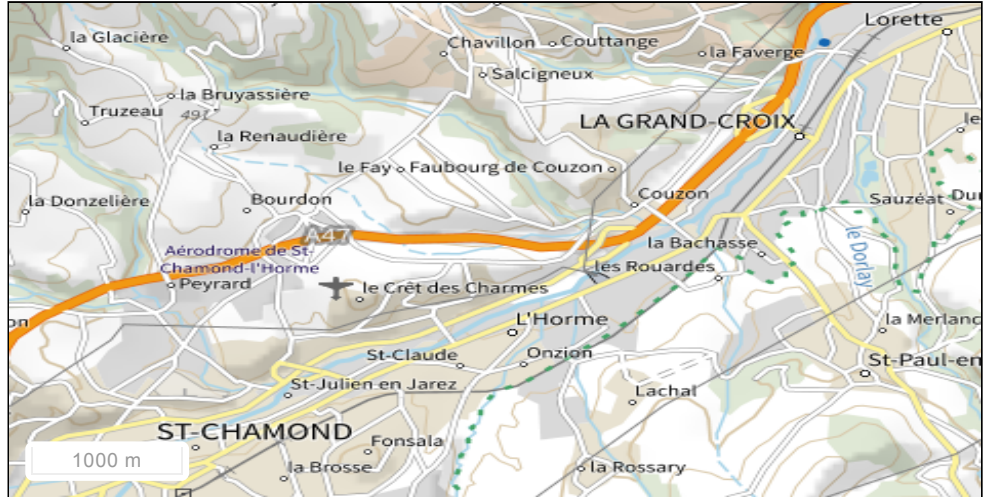 Lorette
la Glacière
Chavillon
Couttange
la Faverge
Salcigneux
la Bruyassière
491
Truzeau
LA GRAND-CROIX
le
la Renaudière
le Fay
Faubourg de Couzon
la Donzelière
Bourdon
Couzon
Sauzéat
Dur
A47
la Bachasse
le Dorlay
Aérodrome de St-
Chamond-l'Horme
les Rouardes
Peyrard
le Crêt des Charmes
on
L'Horme
la Merlanc
St-Claude
Onzion
St-Paul-en
St-Julien en Jarez
Lachal
ST-CHAMOND
Fonsala
1000 m
la Brosse
la Rossary